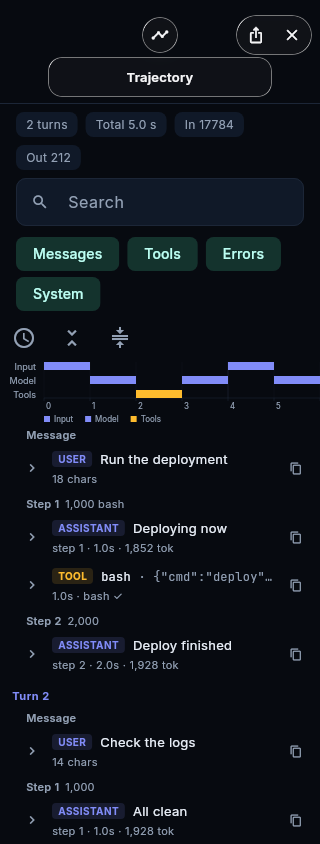 Trajectory
2 turns
Total 5.0 s
In 17784
Out 212
Search
Messages
Tools
Errors
System
Input
Model
Tools
0 1 2 3 4 5
Input Model Tools
Message
USER Run the deployment
18 chars
Step 1 1,000 bash
ASSISTANT Deploying now
step 1 · 1.0s · 1,852 tok
TOOL bash · {"cmd":"deploy"…
1.0s · bash ✓
Step 2 2,000
ASSISTANT Deploy finished
step 2 · 2.0s · 1,928 tok
Turn 2
Message
USER Check the logs
14 chars
Step 1 1,000
ASSISTANT All clean
step 1 · 1.0s · 1,928 tok